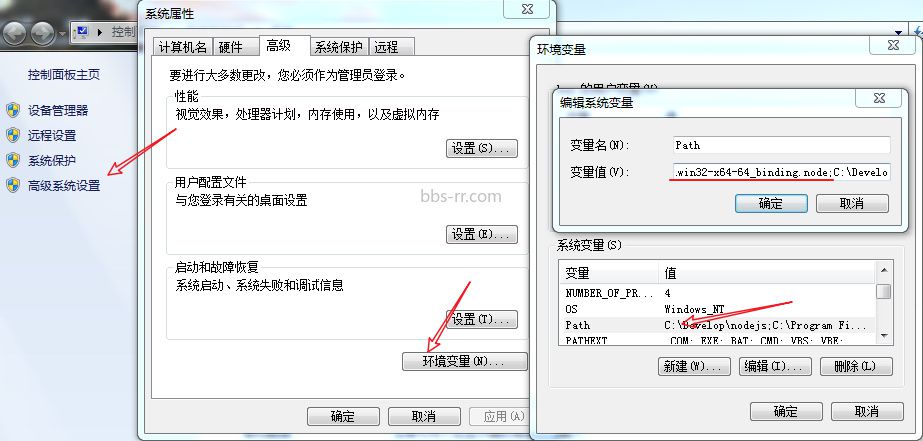 控制
控制面板主页
设备管理器
远程设置
系统保护
高级系统设置
系统属性
计算机名
硬件
高级
系统保护
远程
要进行大多数更改，您必须作为管理员登录。
性能
视觉效果，处理器计划，内存使用，以及虚拟内存
设置(S)...
用户配置文件
与您登录有关的桌面设置
bbs-rr.com
设置(E)...
启动和故障恢复
系统启动、系统失败和调试信息
设置(T)...
环境变量(N)...
确定
取消
应用(A)
环境变量
的用户变量(U)
编辑系统变量
变量名(N):
Path
变量值(V):
.win32-x64-64_binding.node;C:\Develo
确定
取消
系统变量(S)
变量 值
NUMBER_OF_PR... 4
OS Windows_NT
Path C:\Develop\nodejs;C:\Program Fi...
PATHEXT .COM;.EXE;.BAT;.CMD;.VBS;.VBE;
新建(W)...
编辑(I)...
删除(L)
确定
取消